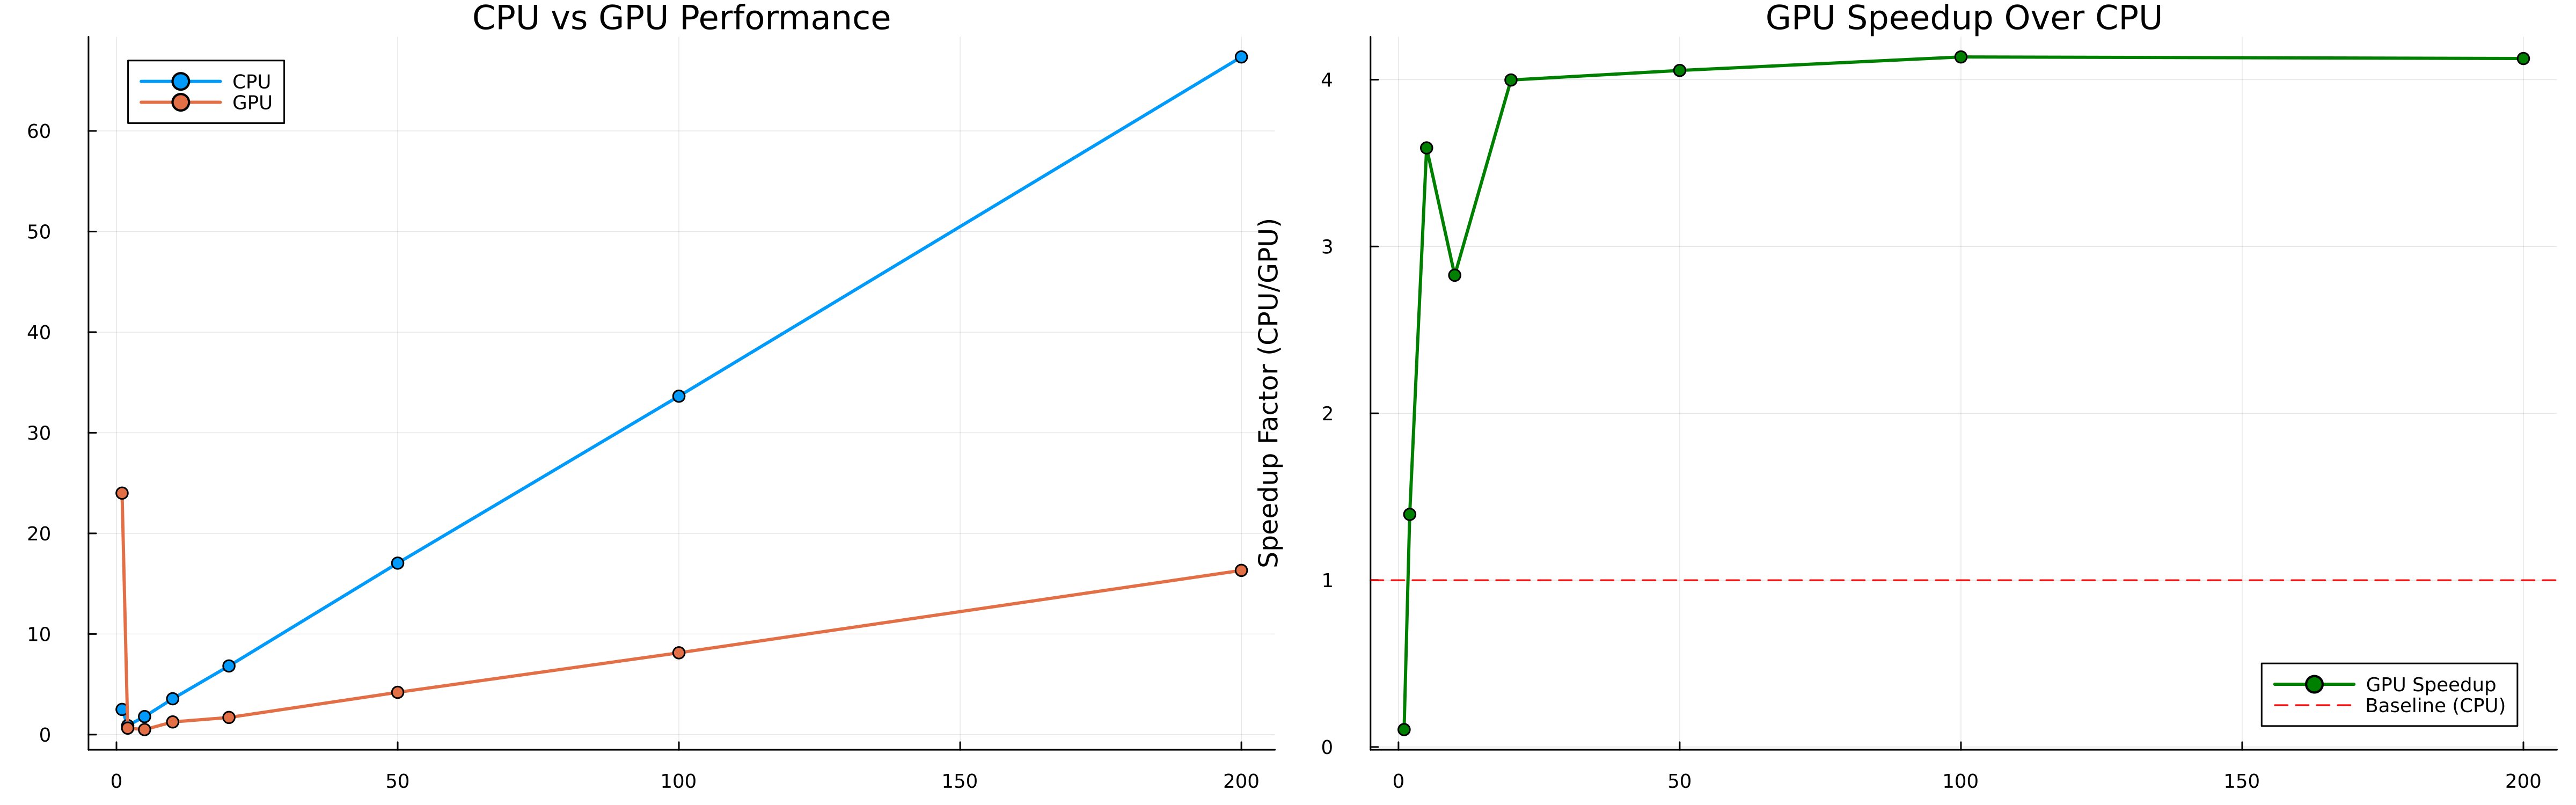 CPU vs GPU Performance
CPU
GPU
60
50
40
30
20
10
0
0 50 100 150 200
GPU Speedup Over CPU
Speedup Factor (CPU/GPU)
4
3
2
1
0
GPU Speedup
Baseline (CPU)
0 50 100 150 200